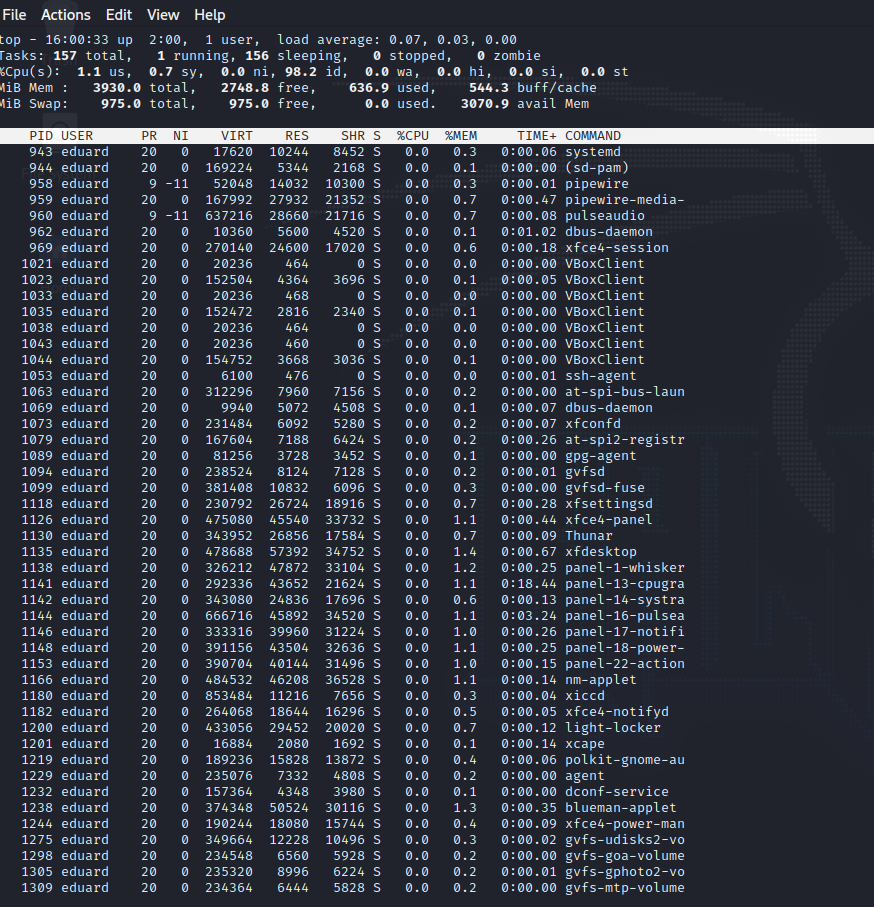 File Actions Edit View Help
top - 16:00:33 up 2:00, 1 user, load average: 0.07, 0.03, 0.00
Tasks: 157 total, 1 running, 156 sleeping, 0 stopped, 0 zombie
%Cpu(s): 1.1 us, 0.7 sy, 0.0 ni, 98.2 id, 0.0 wa, 0.0 hi, 0.0 si, 0.0 st
MiB Mem : 3930.0 total, 2748.8 free, 636.9 used, 544.3 buff/cache
MiB Swap: 975.0 total, 975.0 free, 0.0 used. 3070.9 avail Mem
PID USER PR NI VIRT RES SHR S %CPU %MEM TIME+ COMMAND
943 eduard 20 0 17620 10244 8452 S 0.0 0.3 0:00.06 systemd
944 eduard 20 0 169224 5344 2168 S 0.0 0.1 0:00.00 (sd-pam)
958 eduard 9 -11 52048 14032 10300 S 0.0 0.3 0:00.01 pipewire
959 eduard 20 0 167992 27932 21352 S 0.0 0.7 0:00.47 pipewire-media-
960 eduard 9 -11 637216 28660 21716 S 0.0 0.7 0:00.08 pulseaudio
962 eduard 20 0 10360 5600 4520 S 0.0 0.1 0:01.02 dbus-daemon
969 eduard 20 0 270140 24600 17020 S 0.0 0.6 0:00.18 xfce4-session
1021 eduard 20 0 20236 464 0 S 0.0 0.0 0:00.00 VBoxClient
1023 eduard 20 0 152504 4364 3696 S 0.0 0.1 0:00.05 VBoxClient
1033 eduard 20 0 20236 468 0 S 0.0 0.0 0:00.00 VBoxClient
1035 eduard 20 0 152472 2816 2340 S 0.0 0.1 0:00.00 VBoxClient
1038 eduard 20 0 20236 464 0 S 0.0 0.0 0:00.00 VBoxClient
1043 eduard 20 0 20236 460 0 S 0.0 0.0 0:00.00 VBoxClient
1044 eduard 20 0 154752 3668 3036 S 0.0 0.1 0:00.00 VBoxClient
1053 eduard 20 0 6100 476 0 S 0.0 0.0 0:00.01 ssh-agent
1063 eduard 20 0 312296 7960 7156 S 0.0 0.2 0:00.00 at-spi-bus-laun
1069 eduard 20 0 9940 5072 4508 S 0.0 0.1 0:00.07 dbus-daemon
1073 eduard 20 0 231484 6092 5280 S 0.0 0.2 0:00.07 xfconfd
1079 eduard 20 0 167604 7188 6424 S 0.0 0.2 0:00.26 at-spi2-registr
1089 eduard 20 0 81256 3728 3452 S 0.0 0.1 0:00.00 gpg-agent
1094 eduard 20 0 238524 8124 7128 S 0.0 0.2 0:00.01 gvfsd
1099 eduard 20 0 381408 10832 6096 S 0.0 0.3 0:00.00 gvfsd-fuse
1118 eduard 20 0 230792 26724 18916 S 0.0 0.7 0:00.28 xfsettingsd
1126 eduard 20 0 475080 45540 33732 S 0.0 1.1 0:00.44 xfce4-panel
1130 eduard 20 0 343952 26856 17584 S 0.0 0.7 0:00.09 Thunar
1135 eduard 20 0 478688 57392 34752 S 0.0 1.4 0:00.67 xfdesktop
1138 eduard 20 0 326212 47872 33104 S 0.0 1.2 0:00.25 panel-1-whisker
1141 eduard 20 0 292336 43652 21624 S 0.0 1.1 0:18.44 panel-13-cpugra
1142 eduard 20 0 343080 24836 17696 S 0.0 0.6 0:00.13 panel-14-systra
1144 eduard 20 0 666716 45892 34520 S 0.0 1.1 0:03.24 panel-16-pulsea
1146 eduard 20 0 333316 39960 31224 S 0.0 1.0 0:00.26 panel-17-notifi
1148 eduard 20 0 391156 43504 32636 S 0.0 1.1 0:00.25 panel-18-power-
1153 eduard 20 0 390704 40144 31496 S 0.0 1.0 0:00.15 panel-22-action
1166 eduard 20 0 484532 46208 36528 S 0.0 1.1 0:00.14 nm-applet
1180 eduard 20 0 853484 11216 7656 S 0.0 0.3 0:00.04 xiccd
1182 eduard 20 0 264068 18644 16296 S 0.0 0.5 0:00.05 xfce4-notifyd
1200 eduard 20 0 433056 29452 20020 S 0.0 0.7 0:00.12 light-locker
1201 eduard 20 0 16884 2080 1692 S 0.0 0.1 0:00.14 xcape
1219 eduard 20 0 189236 15828 13872 S 0.0 0.4 0:00.06 polkit-gnome-au
1229 eduard 20 0 235076 7332 4808 S 0.0 0.2 0:00.00 agent
1232 eduard 20 0 157364 4348 3980 S 0.0 0.1 0:00.00 dconf-service
1238 eduard 20 0 374348 50524 30116 S 0.0 1.3 0:00.35 blueman-applet
1244 eduard 20 0 190244 18080 15744 S 0.0 0.4 0:00.09 xfce4-power-man
1275 eduard 20 0 349664 12228 10496 S 0.0 0.3 0:00.02 gvfs-udisks2-vo
1298 eduard 20 0 234548 6560 5928 S 0.0 0.2 0:00.00 gvfs-goa-volume
1305 eduard 20 0 235320 8996 6224 S 0.0 0.2 0:00.01 gvfs-gphoto2-vo
1309 eduard 20 0 234364 6444 5828 S 0.0 0.2 0:00.00 gvfs-mtp-volume